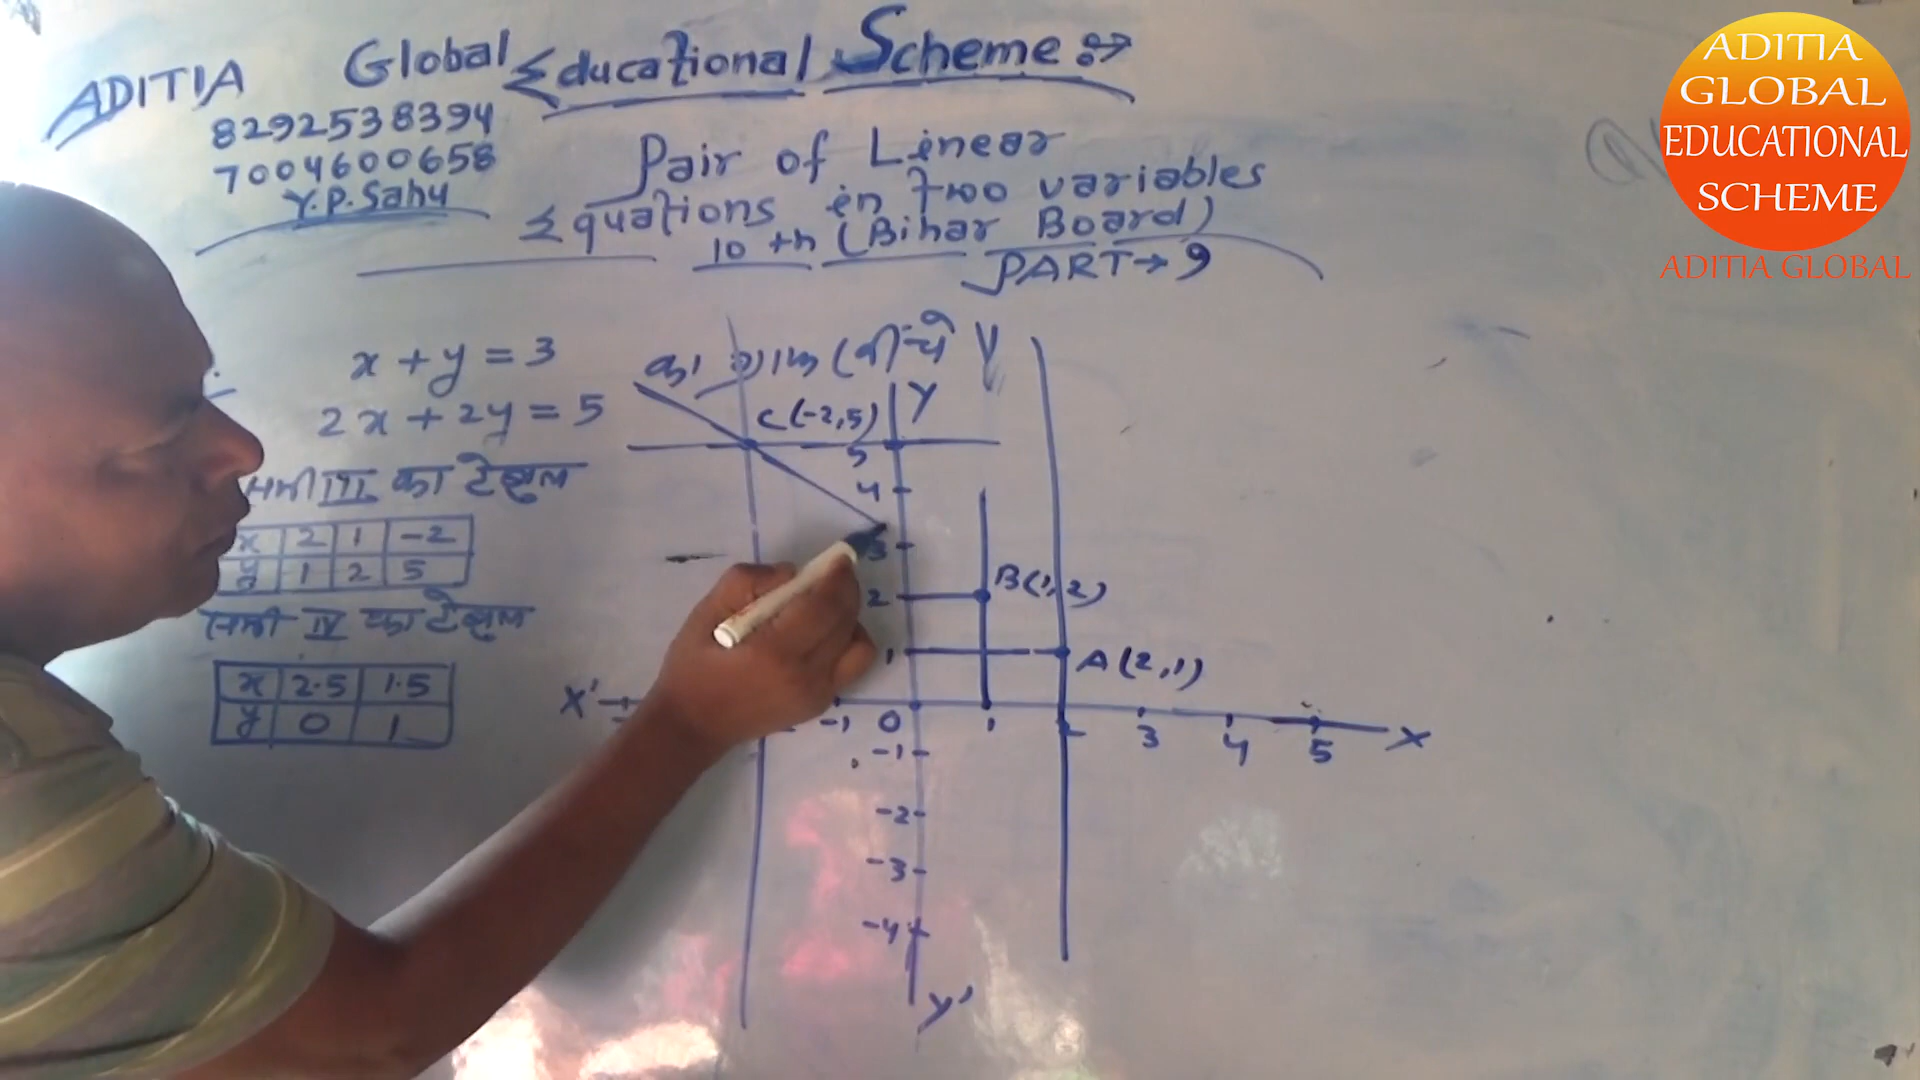 ADITIA Global Educational Scheme
8292538394
7004600658
Y.P. Sahu
Pair of Linear
Equations in Two variables
10th (Bihar Board)
PART → 9
x + y = 3
2x + 2y = 5
का ग्राफ खींचे
III का टेबुल
x 2 1 -2
y 1 2 5
IV का टेबुल
x 2.5 1.5
y 0 1
Y
C(-2,5)
5
4
3
2
B(1,2)
1
A(2,1)
X' -1 0 1 2 3 4 5 X
-1
-2
-3
-4
Y'
ADITIA
GLOBAL
EDUCATIONAL
SCHEME
ADITIA GLOBAL